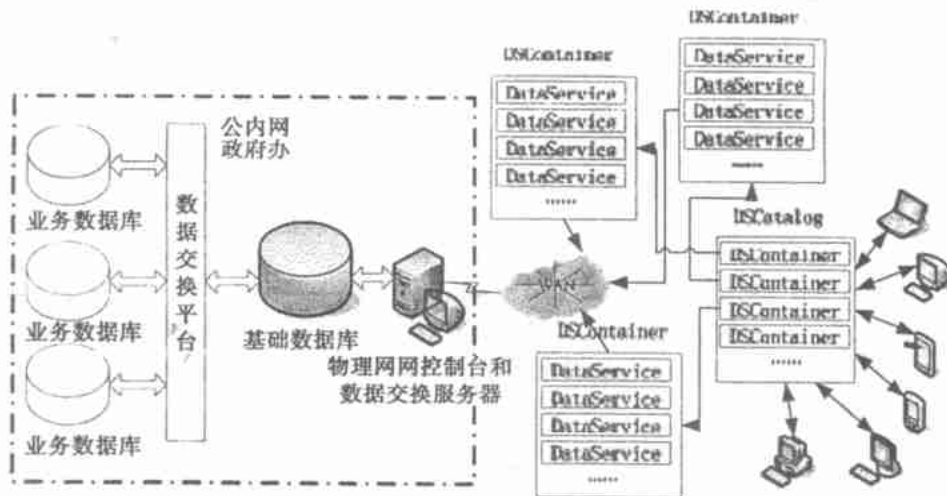 公内网
政府办
业务数据库
业务数据库
业务数据库
数据交换平台
基础数据库
物理网网控制台和
数据交换服务器
WAN
DSContainer
DataService
DataService
DataService
DataService
......
DSContainer
DataService
DataService
DataService
DataService
......
DSCatalog
DSContainer
DSContainer
DSContainer
DSContainer
......
DSContainer
DataService
DataService
DataService
DataService
......